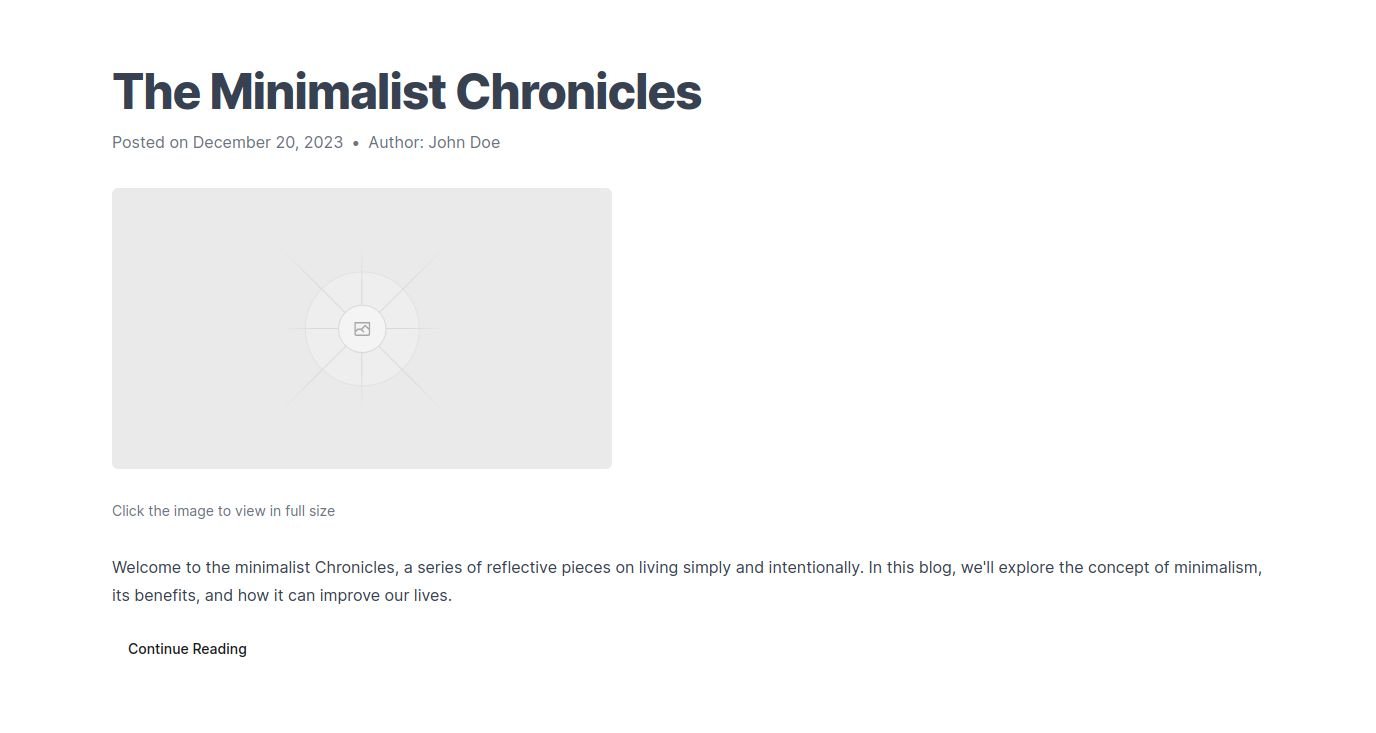 The Minimalist Chronicles
Posted on December 20, 2023 • Author: John Doe
Click the image to view in full size
Welcome to the minimalist Chronicles, a series of reflective pieces on living simply and intentionally. In this blog, we'll explore the concept of minimalism,
its benefits, and how it can improve our lives.
Continue Reading